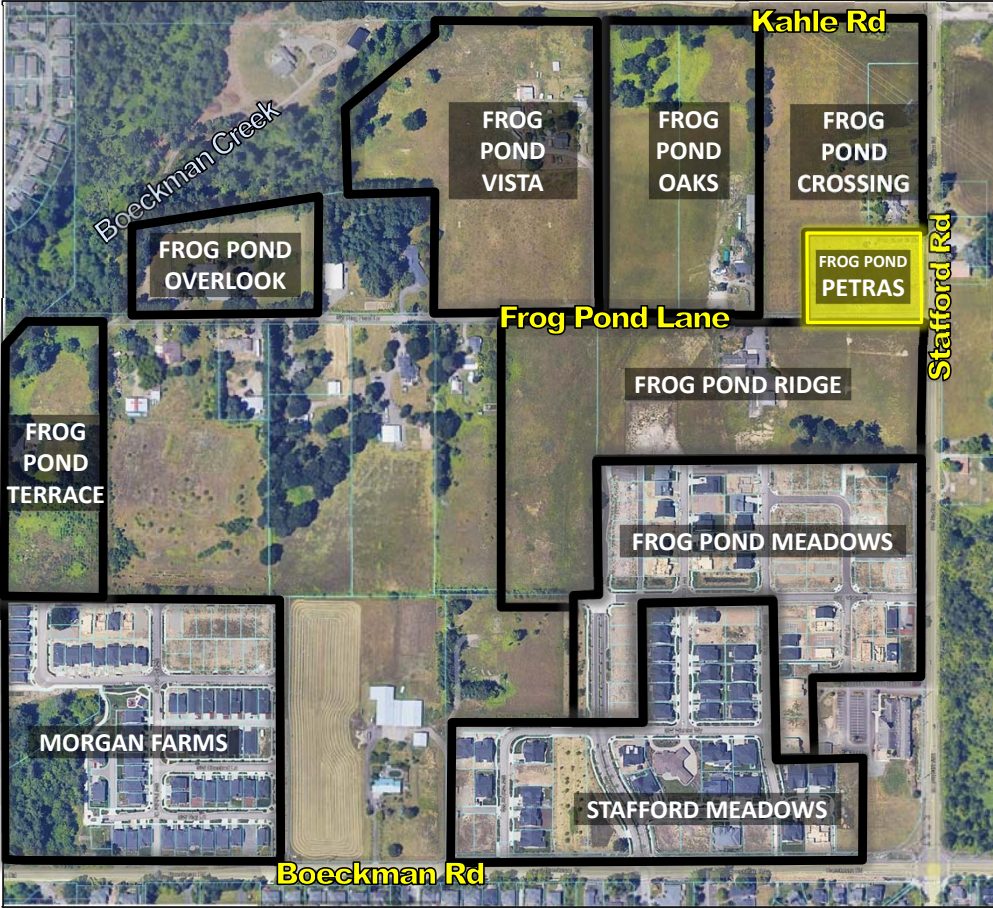 Kahle Rd
FROG
POND
VISTA
FROG
POND
OAKS
FROG
POND
CROSSING
Boeckman Creek
FROG POND
OVERLOOK
FROG POND
PETRAS
Stafford Rd
Frog Pond Lane
FROG POND RIDGE
FROG
POND
TERRACE
FROG POND MEADOWS
MORGAN FARMS
STAFFORD MEADOWS
Boeckman Rd